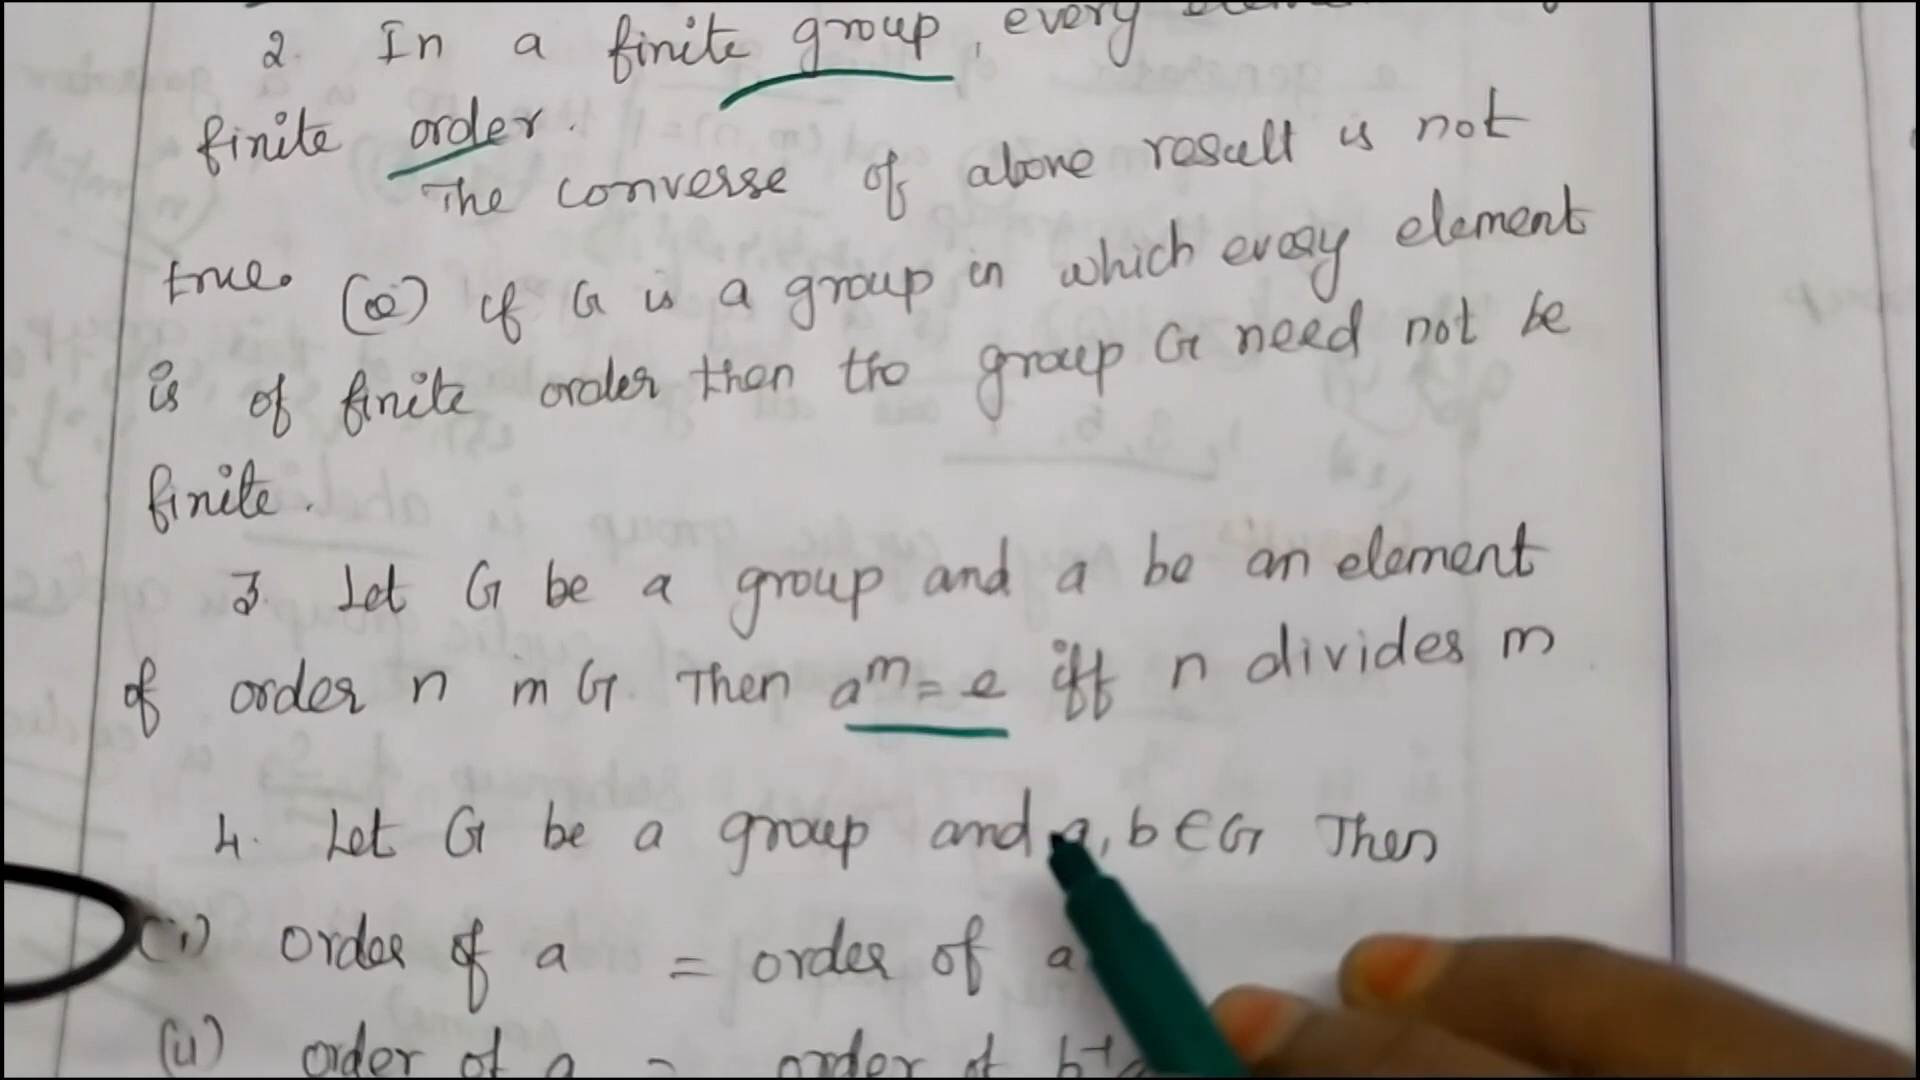 2. In a finite group, every
finite order.
The converse of above result is not
true. (e) if G is a group in which every element
is of finite order then the group G need not be
finite.
3. Let G be a group and a be an element
of order n in G. Then a^m = e iff n divides m
4. Let G be a group and a, b ∈ G Then
(i) order of a = order of a
(ii) order of a = order of b⁻¹